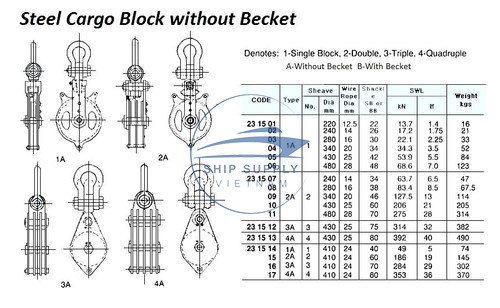 Steel Cargo Block without Becket
Denotes: 1-Single Block, 2-Double, 3-Triple, 4-Quadruple
A-Without Becket B-With Becket
CODE Type Sheave No. Dia mm Wire Rope Dia mm Shackle SB or BB SWL kN lf Weight kgs
23 15 01 1A 1 220 12.5 22 13.7 1.4 16
02 240 14 26 17.2 1.75 21
03 280 16 30 22.1 2.25 33
04 340 20 34 34.3 3.5 52
05 430 25 42 53.9 5.5 84
06 480 28 48 68.6 7.0 123
23 15 07 2A 2 240 14 34 63.7 6.5 47
08 280 16 38 83.4 8.5 67.5
09 340 20 46 127.5 13 114
10 430 25 60 206 21 205
11 480 28 70 275 28 314
23 15 12 3A 3 430 25 75 314 32 382
23 15 13 4A 4 430 25 80 392 40 490
23 15 14 1A 1 410 24 40 49 5 74
15 2A 2 410 24 60 186 19 145
16 3A 3 410 24 70 284 29 302
17 4A 4 410 24 80 353 36 370
1A
2A
1A
2A
3A
4A
3A
4A
SHIP SUPPLY
VIETNAM